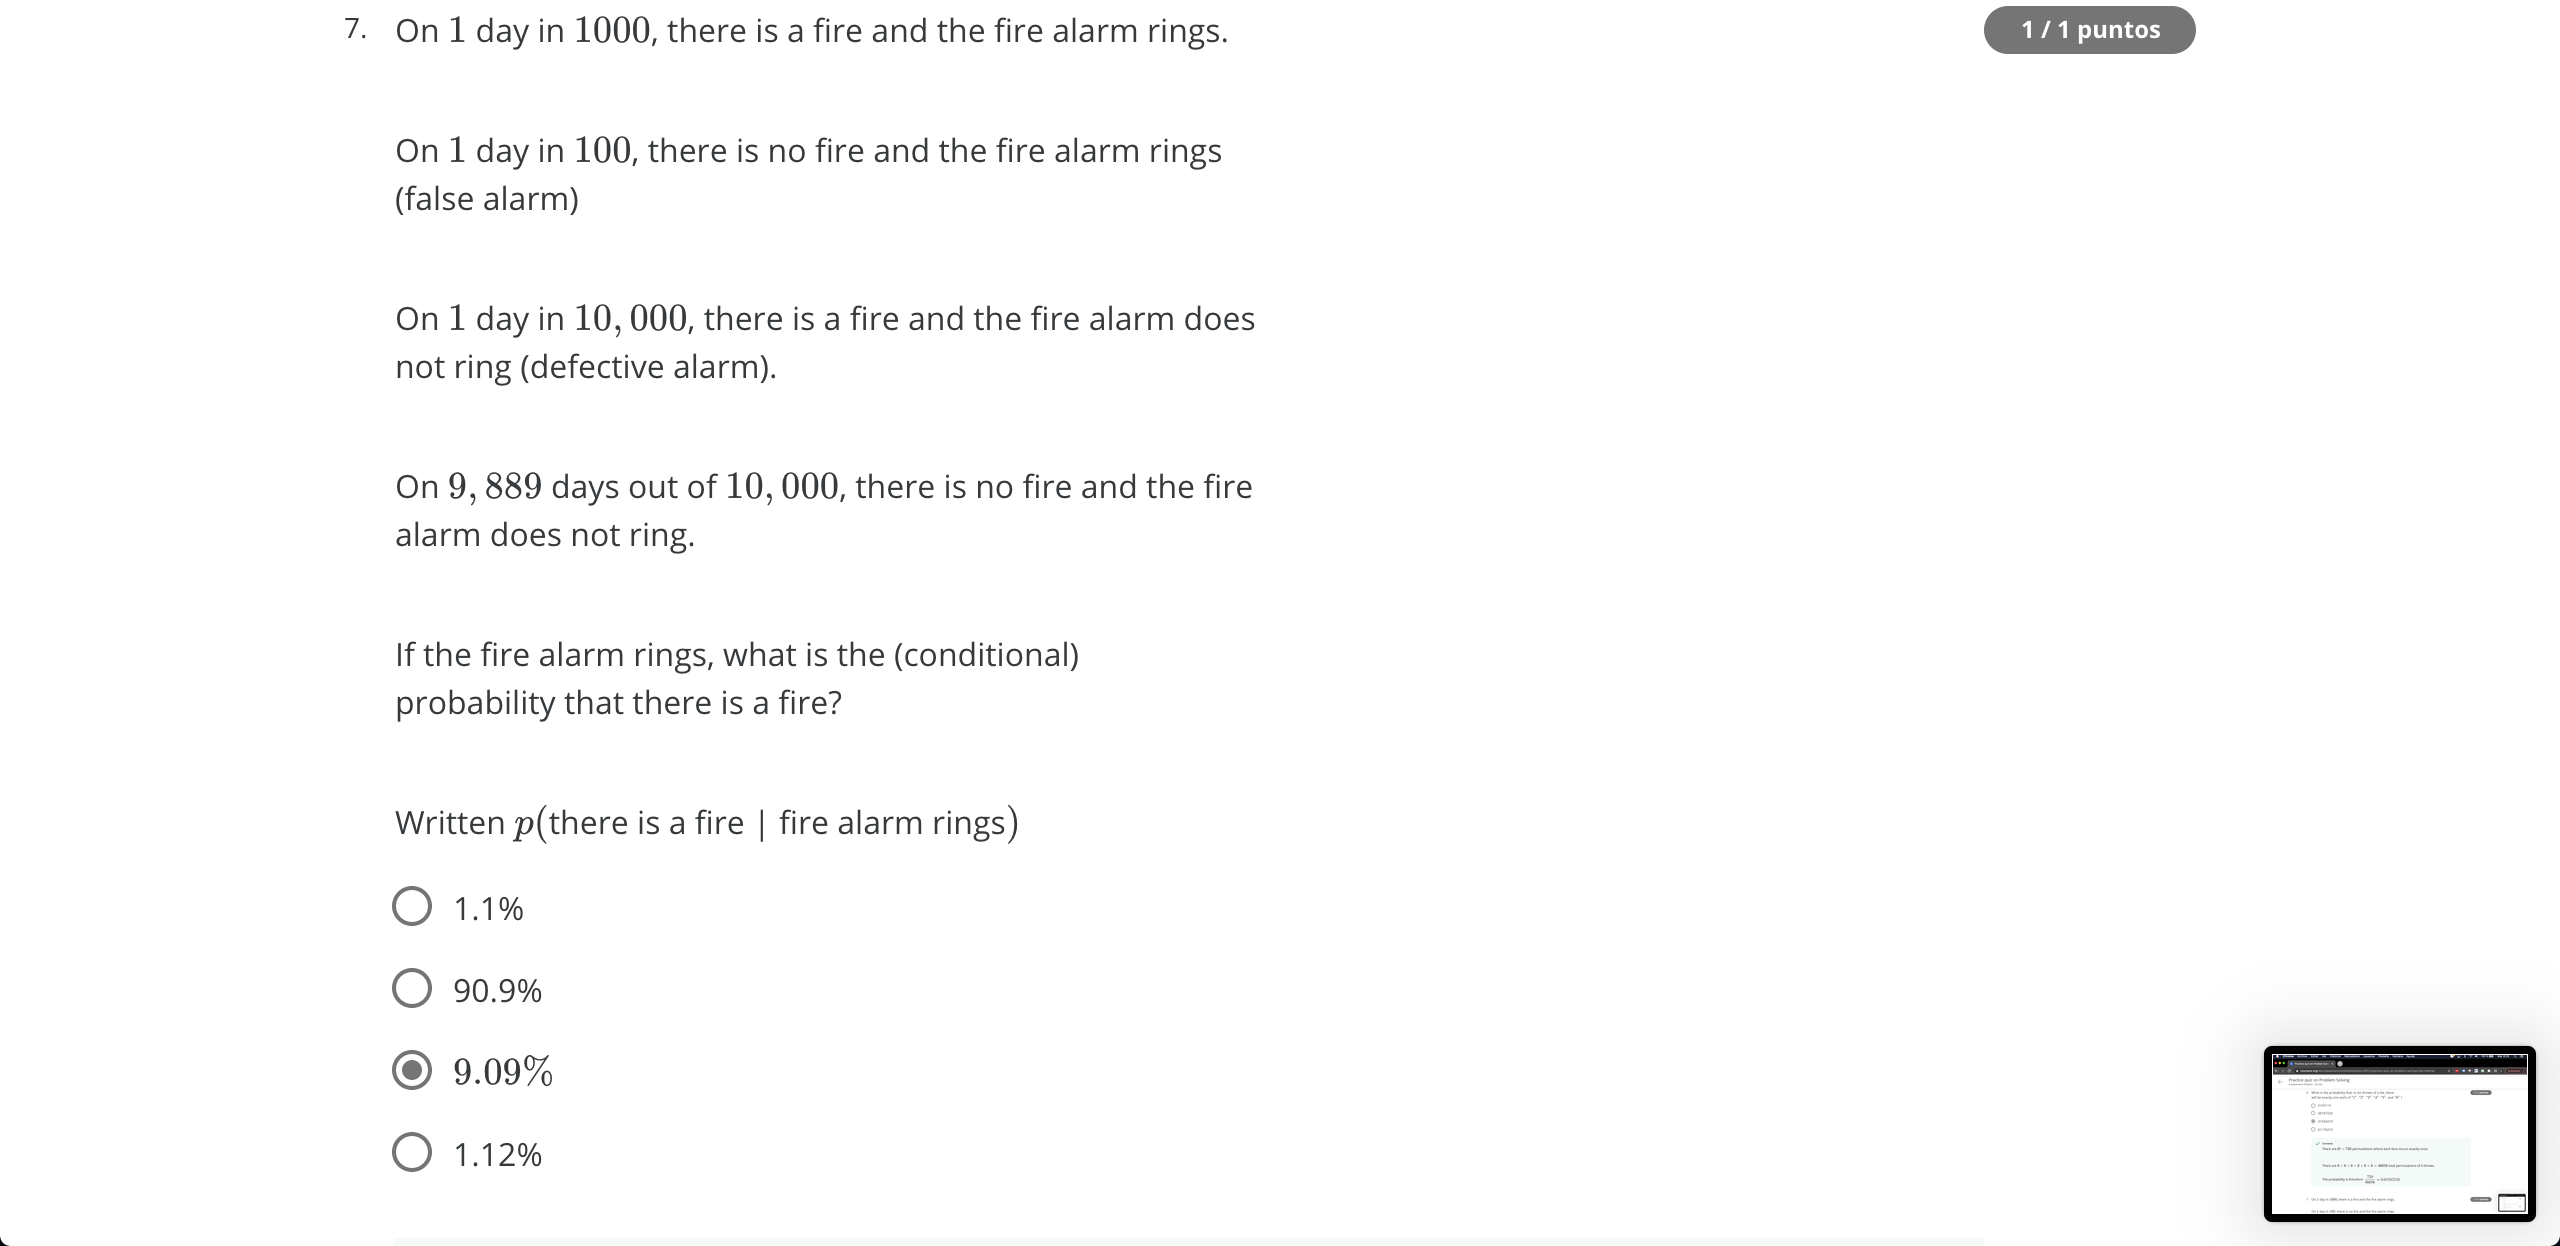 7. On 1 day in 1000, there is a fire and the fire alarm rings.
1 / 1 puntos
On 1 day in 100, there is no fire and the fire alarm rings
(false alarm)
On 1 day in 10, 000, there is a fire and the fire alarm does
not ring (defective alarm).
On 9, 889 days out of 10, 000, there is no fire and the fire
alarm does not ring.
If the fire alarm rings, what is the (conditional)
probability that there is a fire?
Written p(there is a fire | fire alarm rings)
1.1%
90.9%
9.09%
1.12%
Practice quiz on Problem Solving